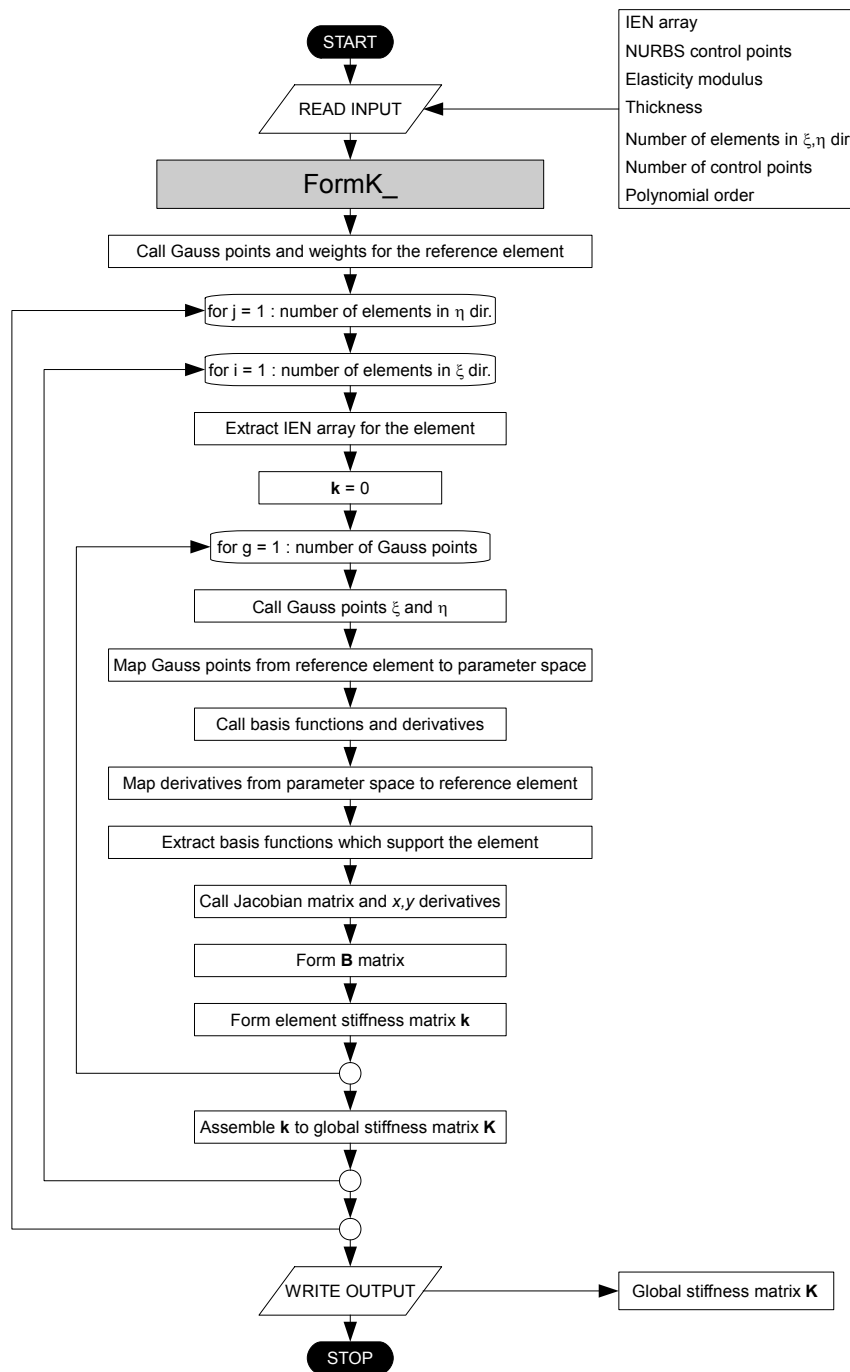 START
READ INPUT
IEN array
NURBS control points
Elasticity modulus
Thickness
Number of elements in ξ,η dir
Number of control points
Polynomial order
FormK_
Call Gauss points and weights for the reference element
for j = 1 : number of elements in η dir.
for i = 1 : number of elements in ξ dir.
Extract IEN array for the element
k = 0
for g = 1 : number of Gauss points
Call Gauss points ξ and η
Map Gauss points from reference element to parameter space
Call basis functions and derivatives
Map derivatives from parameter space to reference element
Extract basis functions which support the element
Call Jacobian matrix and x,y derivatives
Form B matrix
Form element stiffness matrix k
Assemble k to global stiffness matrix K
WRITE OUTPUT
Global stiffness matrix K
STOP